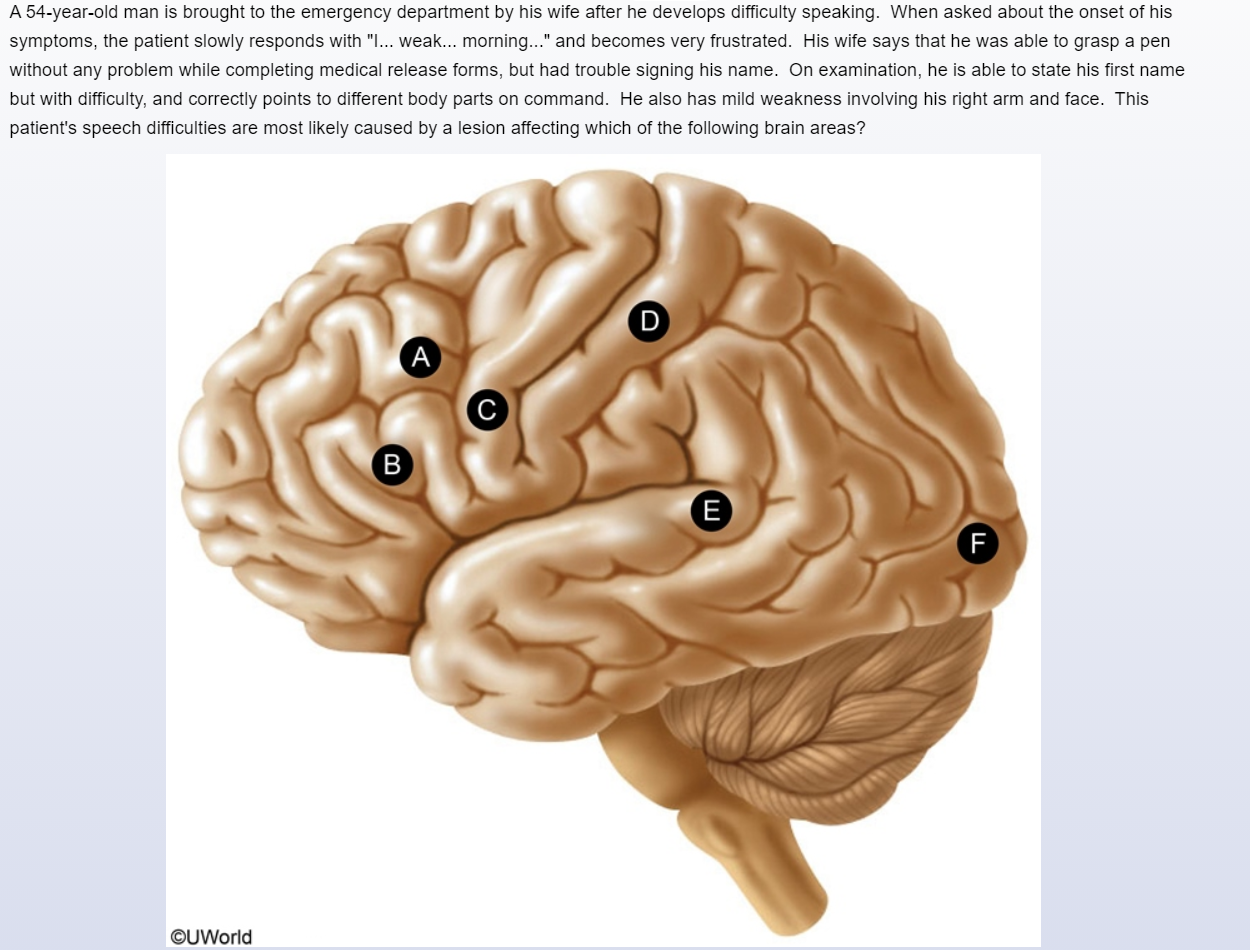 A 54-year-old man is brought to the emergency department by his wife after he develops difficulty speaking.  When asked about the onset of his
symptoms, the patient slowly responds with "I... weak... morning..." and becomes very frustrated.  His wife says that he was able to grasp a pen
without any problem while completing medical release forms, but had trouble signing his name.  On examination, he is able to state his first name
but with difficulty, and correctly points to different body parts on command.  He also has mild weakness involving his right arm and face.  This
patient's speech difficulties are most likely caused by a lesion affecting which of the following brain areas?
D
A
C
B
E
F
©UWorld